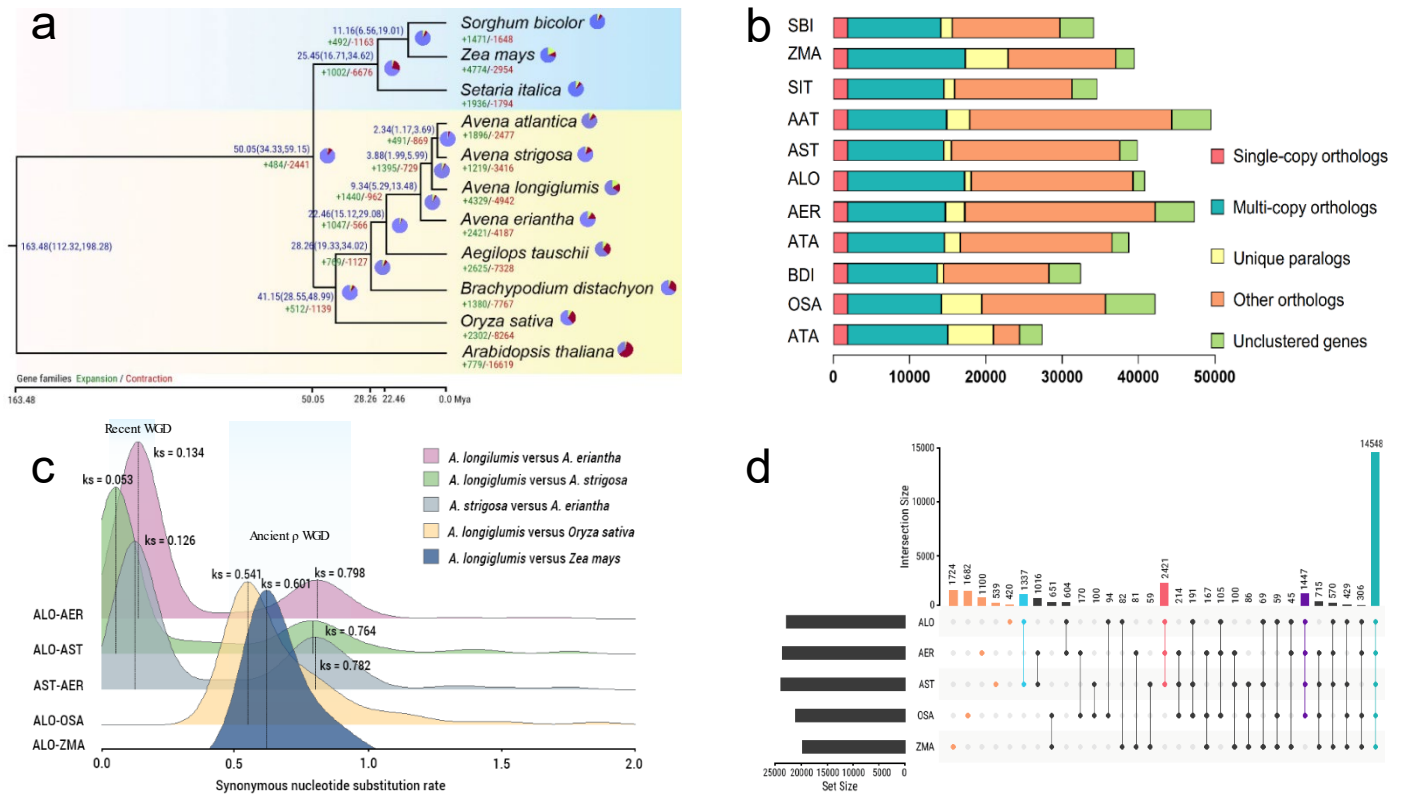 a
Sorghum bicolor
+1471/-1648
11.16(6.56,19.01)
+492/-1163
Zea mays
+4774/-2954
25.45(16.71,34.62)
+1002/-6676
Setaria italica
+1936/-1794
Avena atlantica
+1896/-2477
2.34(1.17,3.69)
+491/-869
Avena strigosa
+1219/-3416
50.05(34.33,59.15)
+484/-2441
3.88(1.99,5.99)
+1395/-729
Avena longiglumis
+4329/-4942
9.34(5.29,13.48)
+1440/-962
Avena eriantha
+2421/-4187
22.46(15.12,29.08)
+1047/-566
163.48(112.32,198.28)
28.26(19.33,34.02)
+769/-1127
Aegilops tauschii
+2625/-7328
Brachypodium distachyon
+1380/-7767
41.15(28.55,48.99)
+512/-1139
Oryza sativa
+2302/-8264
Arabidopsis thaliana
+779/-16619
Gene families Expansion / Contraction
163.48
50.05
28.26
22.46
0.0 Mya
b
SBI
ZMA
SIT
AAT
AST
ALO
AER
ATA
BDI
OSA
ATA
0
10000
20000
30000
40000
50000
Single-copy orthologs
Multi-copy orthologs
Unique paralogs
Other orthologs
Unclustered genes
c
Recent WGD
ks = 0.134
ks = 0.053
ks = 0.126
Ancient ρ WGD
ks = 0.541
ks = 0.601
ks = 0.798
ks = 0.764
ks = 0.782
A. longilumis versus A. eriantha
A. longiglumis versus A. strigosa
A. strigosa versus A. eriantha
A. longiglumis versus Oryza sativa
A. longiglumis versus Zea mays
ALO-AER
ALO-AST
AST-AER
ALO-OSA
ALO-ZMA
0.0
0.5
1.0
1.5
2.0
Synonymous nucleotide substitution rate
d
15000
10000
5000
0
Intersection Size
1724
1682
1100
539
420
1337
1016
651
604
170
100
94
82
81
59
2421
214
191
167
105
100
86
69
59
45
1447
715
570
429
306
14548
ALO
AER
AST
OSA
ZMA
25000
20000
15000
10000
5000
0
Set Size